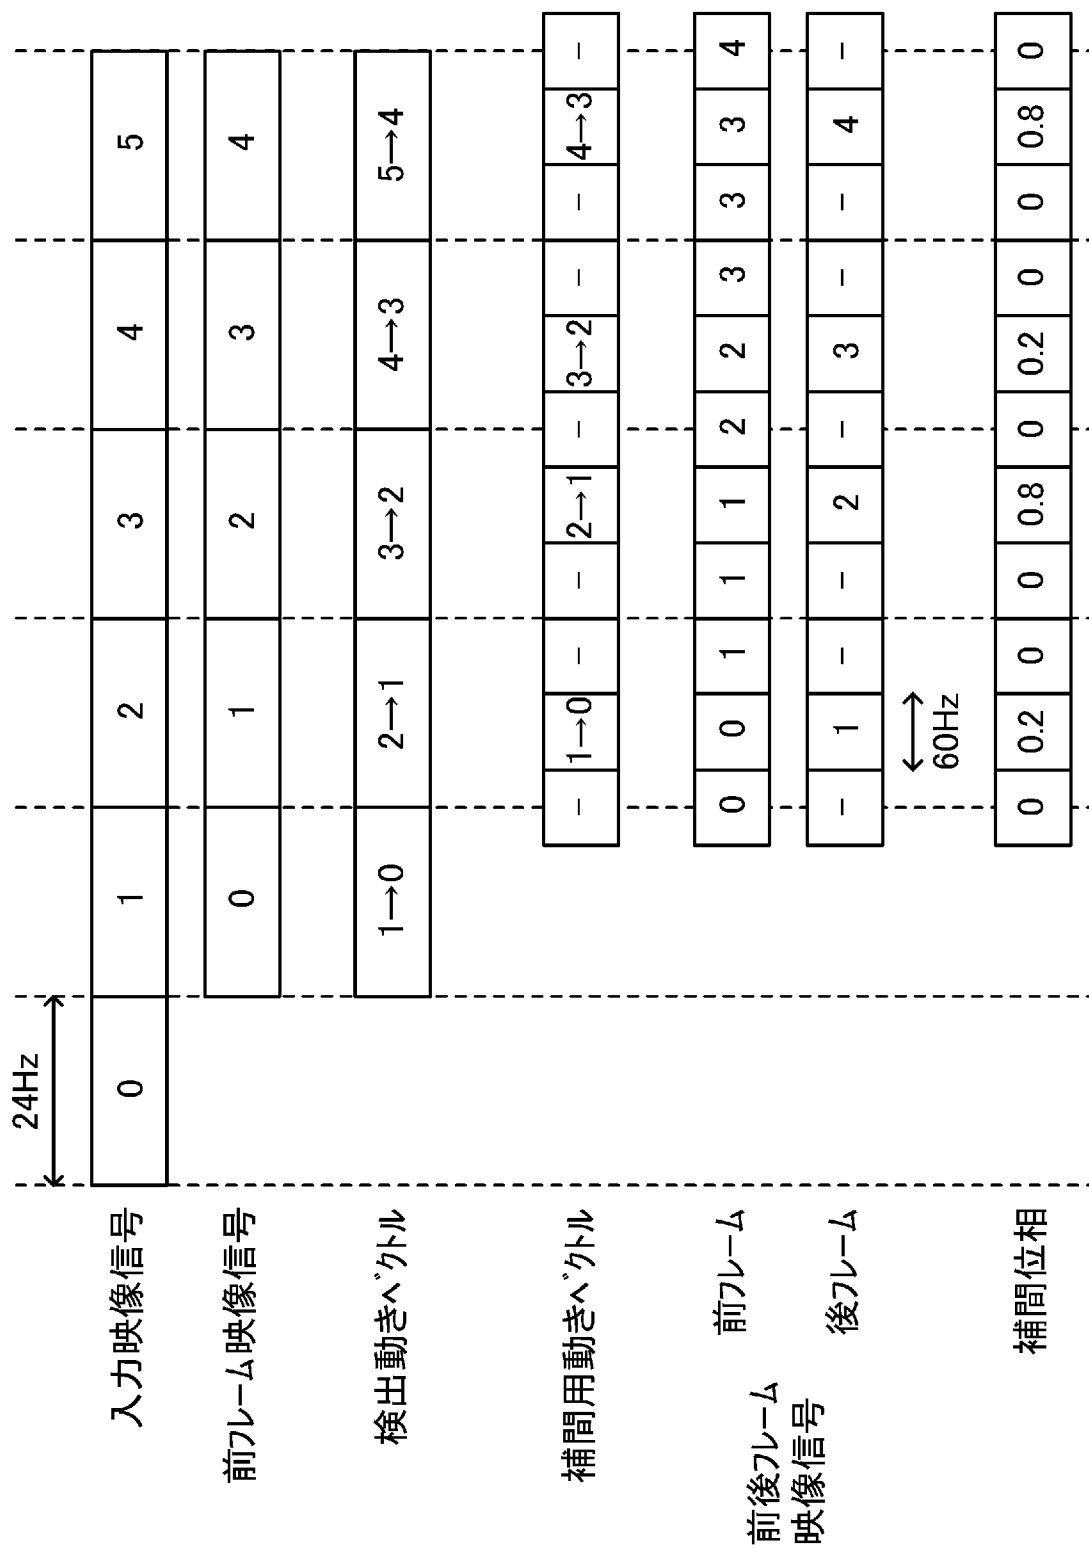 24Hz
入力映像信号 0 1 2 3 4 5
前フレーム映像信号 0 1 2 3 4
検出動きベクトル 1→0 2→1 3→2 4→3 5→4
補間用動きベクトル - 1→0 - - 2→1 - 3→2 - - 4→3 -
前後フレーム
映像信号
前フレーム 0 0 1 1 1 2 2 3 3 3 4
後フレーム - 1 - - 2 - 3 - - 4 -
60Hz
補間位相 0 0.2 0 0 0.8 0 0.2 0 0 0.8 0